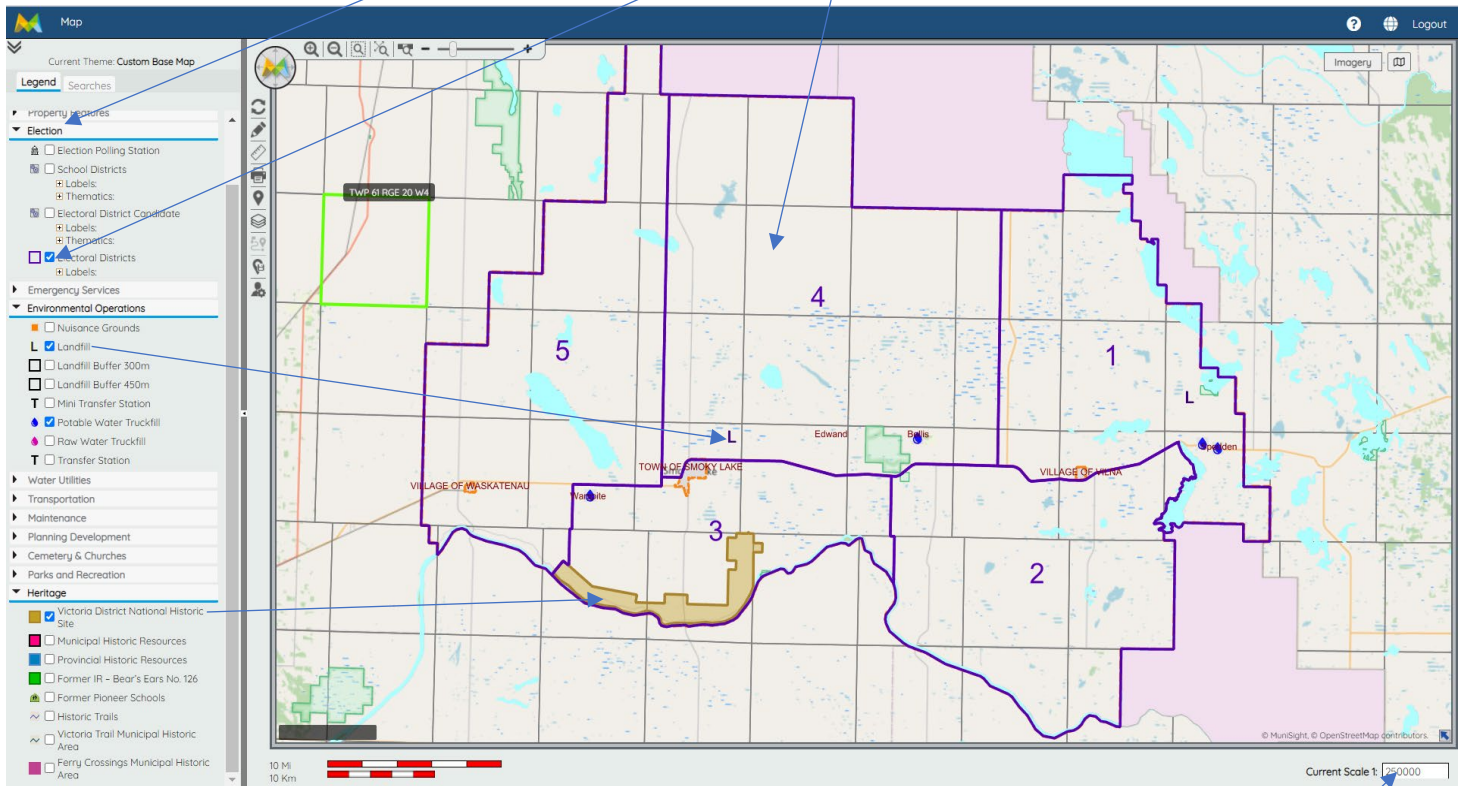 Map
Logout
Current Theme: Custom Base Map
Legend
Searches
Property Features
Election
Election Polling Station
School Districts
Labels:
Thematics:
Electoral District Candidate
Labels:
Thematics:
Electoral Districts
Labels:
Emergency Services
Environmental Operations
Nuisance Grounds
L Landfill
Landfill Buffer 300m
Landfill Buffer 450m
T Mini Transfer Station
Potable Water Truckfill
Raw Water Truckfill
T Transfer Station
Water Utilities
Transportation
Maintenance
Planning Development
Cemetery & Churches
Parks and Recreation
Heritage
Victoria District National Historic
Site
Municipal Historic Resources
Provincial Historic Resources
Former IR - Bear's Ears No. 126
Former Pioneer Schools
Historic Trails
Victoria Trail Municipal Historic
Area
Ferry Crossings Municipal Historic
Area
Imagery
TWP 61 RGE 20 W4
4
5
1
L
L
Edwand
Bellis
Spedden
TOWN OF SMOKY LAKE
VILLAGE OF VILNA
VILLAGE OF WASKATENAU
Warspite
3
2
© MuniSight, © OpenStreetMap contributors.
10 Mi
10 Km
Current Scale 1: 250000